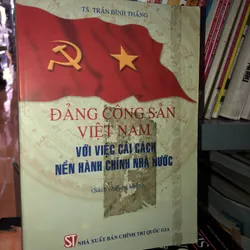 TS. TRẦN ĐÌNH THẮNG
ĐẢNG CỘNG SẢN
VIỆT NAM
VỚI VIỆC CẢI CÁCH
NỀN HÀNH CHÍNH NHÀ NƯỚC
NHÀ XUẤT BẢN CHÍNH TRỊ QUỐC GIA